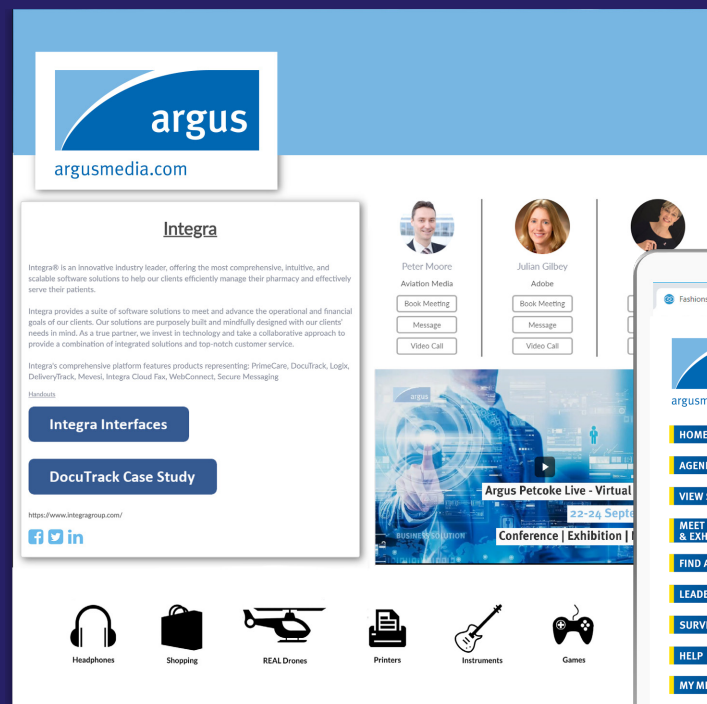 argus
argusmedia.com
Integra
Integra® is an innovative industry leader, offering the most comprehensive, intuitive, and
scalable software solutions to help our clients efficiently manage their pharmacy and effectively
serve their patients.
Integra provides a suite of software solutions to meet and advance the operational and financial
goals of our clients. Our solutions are purposely built and mindfully designed with our clients'
needs in mind. As a true partner, we invest in technology and take a collaborative approach to
provide a combination of integrated solutions and top-notch customer service.
Integra's comprehensive platform features products representing: PrimeCare, DocuTrack, Logix,
DeliveryTrack, Mevesi, Integra Cloud Fax, WebConnect, Secure Messaging
Handouts
Integra Interfaces
DocuTrack Case Study
https://www.integragroup.com/
Peter Moore
Aviation Media
Book Meeting
Message
Video Call
Julian Gilbey
Adobe
Book Meeting
Message
Video Call
argus
Argus Petcoke Live - Virtual
22-24 Septe
BUSINESS SOLUTION
Conference | Exhibition |
Headphones
Shopping
REAL Drones
Printers
Instruments
Games
Fashions
argusm
HOME
AGEN
VIEW
MEET
& EXH
FIND A
LEADE
SURV
HELP
MY M